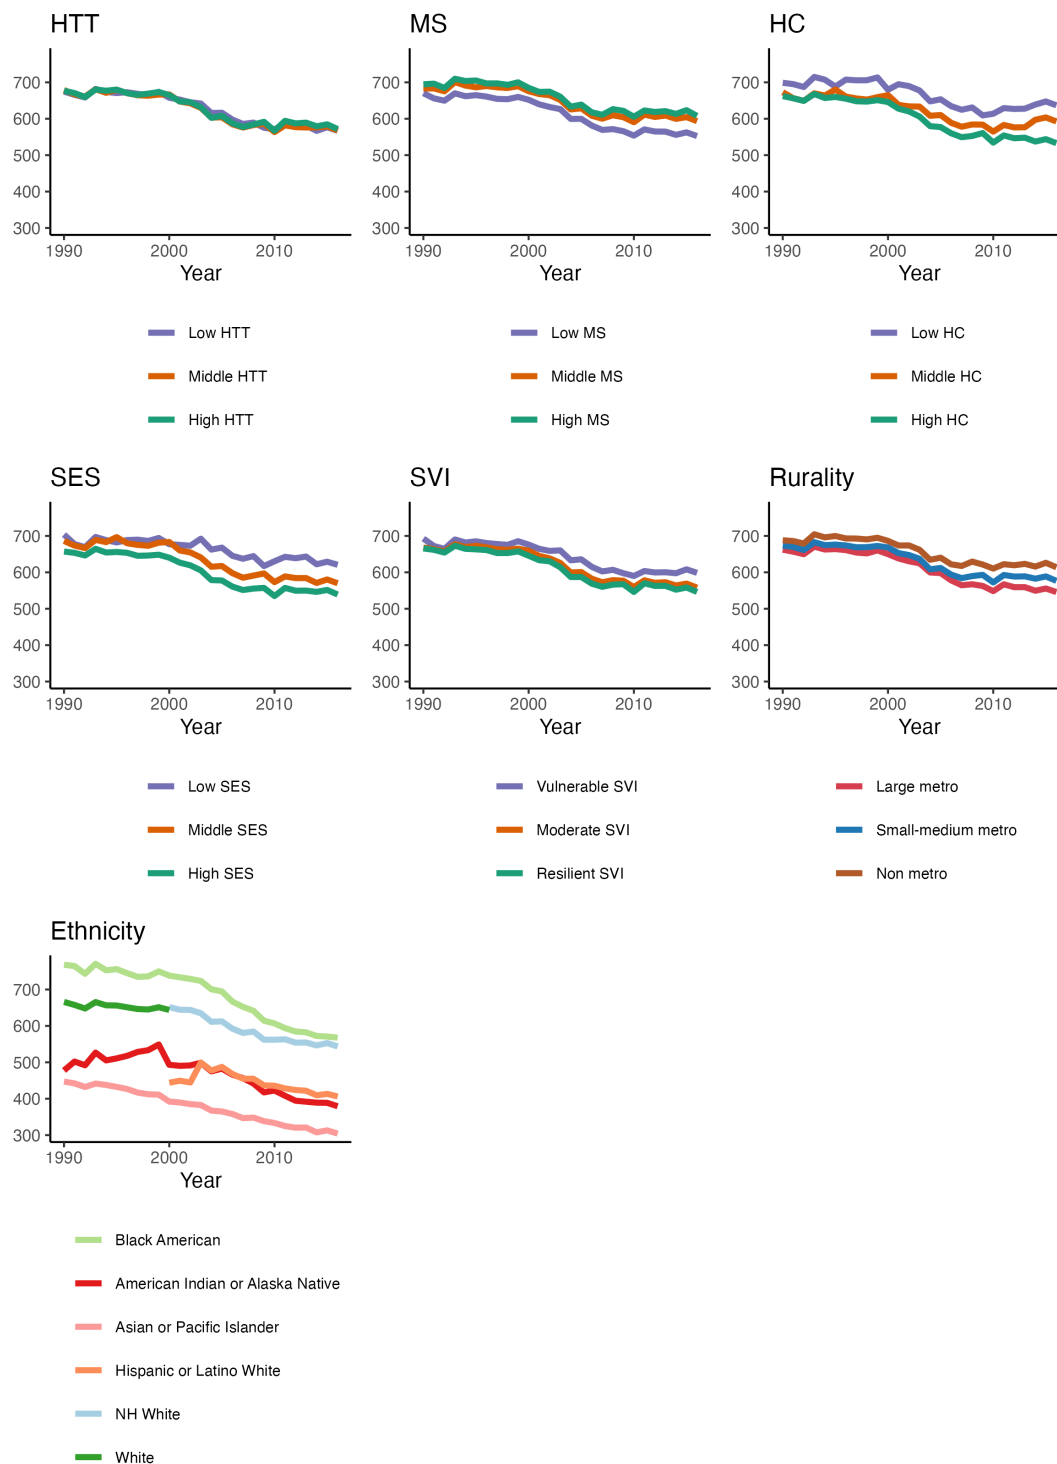 HTT
MS
HC
700
600
500
400
300
1990
2000
2010
Year
700
600
500
400
300
1990
2000
2010
Year
700
600
500
400
300
1990
2000
2010
Year
Low HTT
Middle HTT
High HTT
Low MS
Middle MS
High MS
Low HC
Middle HC
High HC
SES
SVI
Rurality
700
600
500
400
300
1990
2000
2010
Year
700
600
500
400
300
1990
2000
2010
Year
700
600
500
400
300
1990
2000
2010
Year
Low SES
Middle SES
High SES
Vulnerable SVI
Moderate SVI
Resilient SVI
Large metro
Small-medium metro
Non metro
Ethnicity
700
600
500
400
300
1990
2000
2010
Year
Black American
American Indian or Alaska Native
Asian or Pacific Islander
Hispanic or Latino White
NH White
White